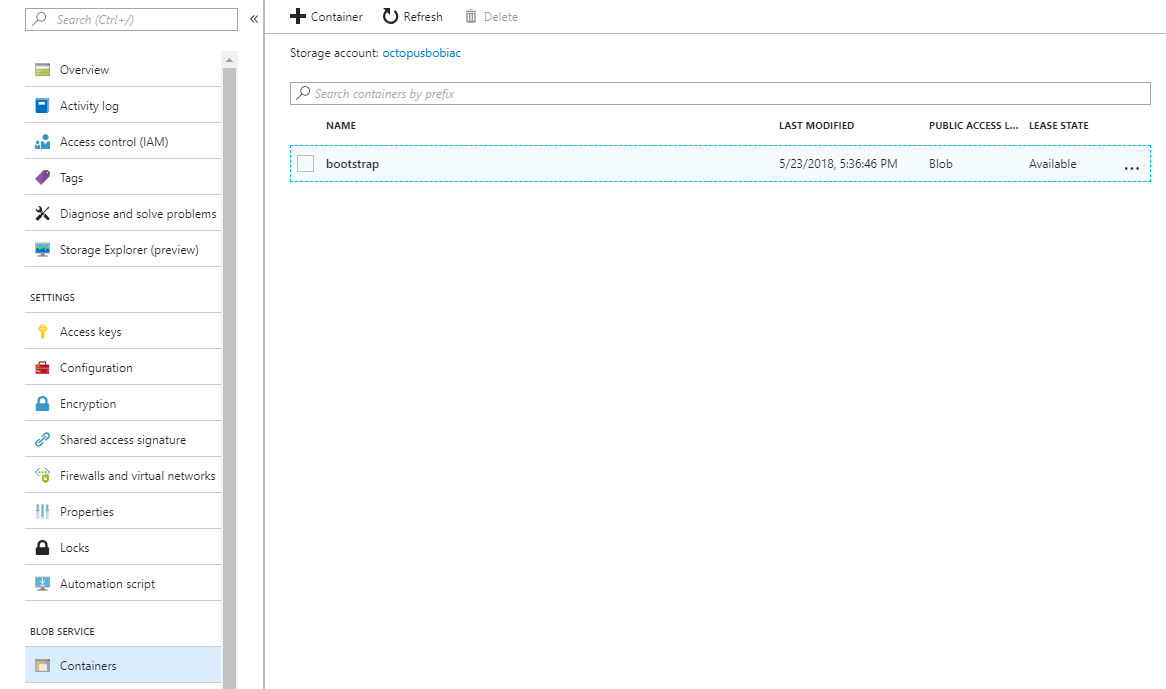 Search (Ctrl+/)
«
Overview
Activity log
Access control (IAM)
Tags
Diagnose and solve problems
Storage Explorer (preview)
SETTINGS
Access keys
Configuration
Encryption
Shared access signature
Firewalls and virtual networks
Properties
Locks
Automation script
BLOB SERVICE
Containers
Container Refresh Delete
Storage account: octopusbobiac
Search containers by prefix
NAME LAST MODIFIED PUBLIC ACCESS L... LEASE STATE
bootstrap 5/23/2018, 5:36:46 PM Blob Available ...